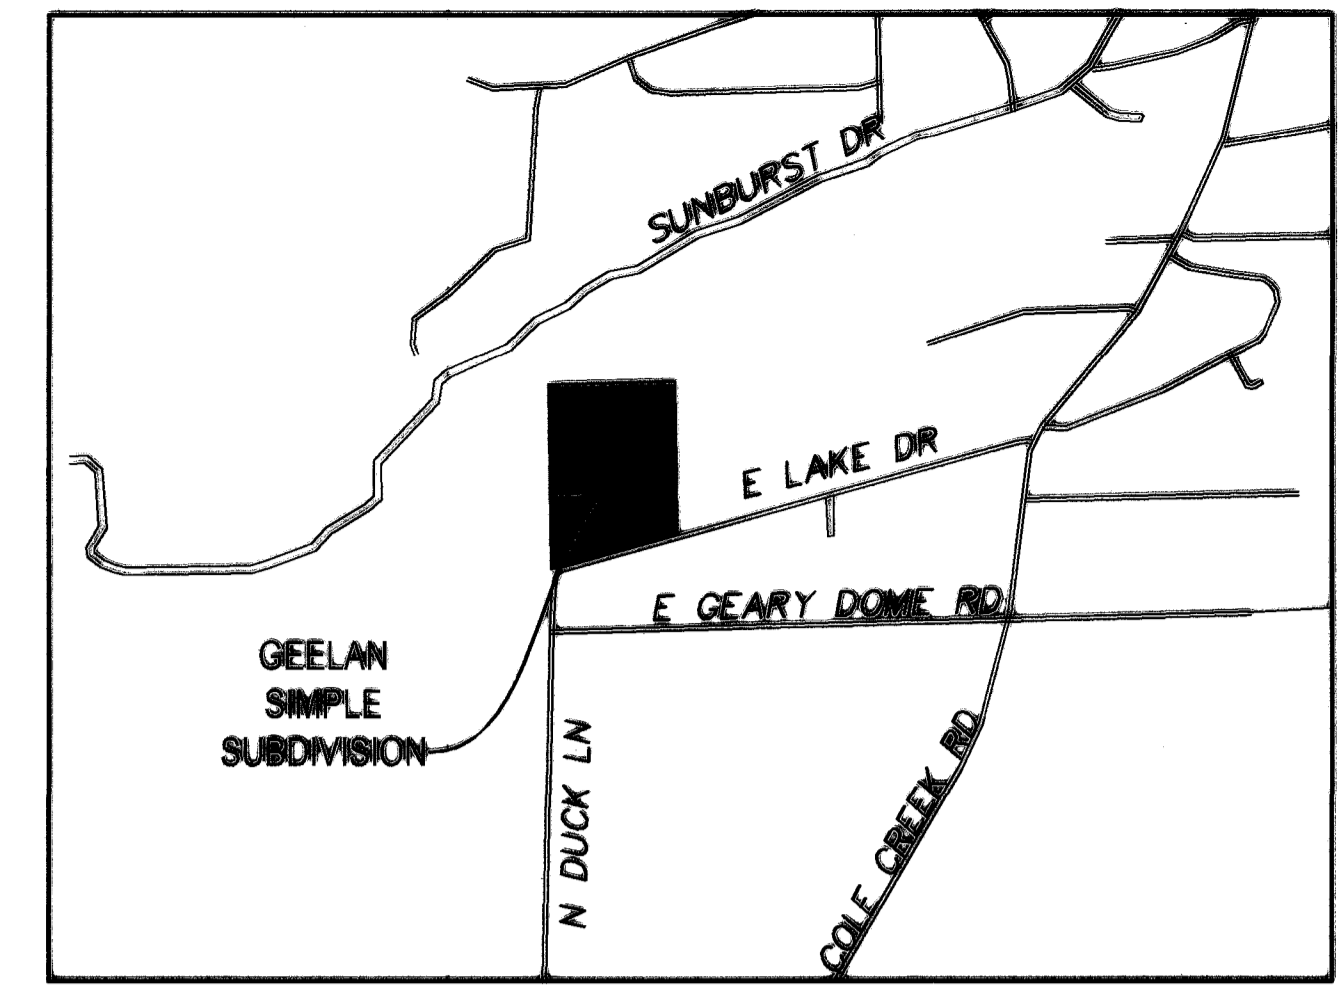 SUNBURST DR
E LAKE DR
E GEARY DOME RD
GEELAN
SIMPLE
SUBDIVISION
N DUCK LN
COLE CREEK RD